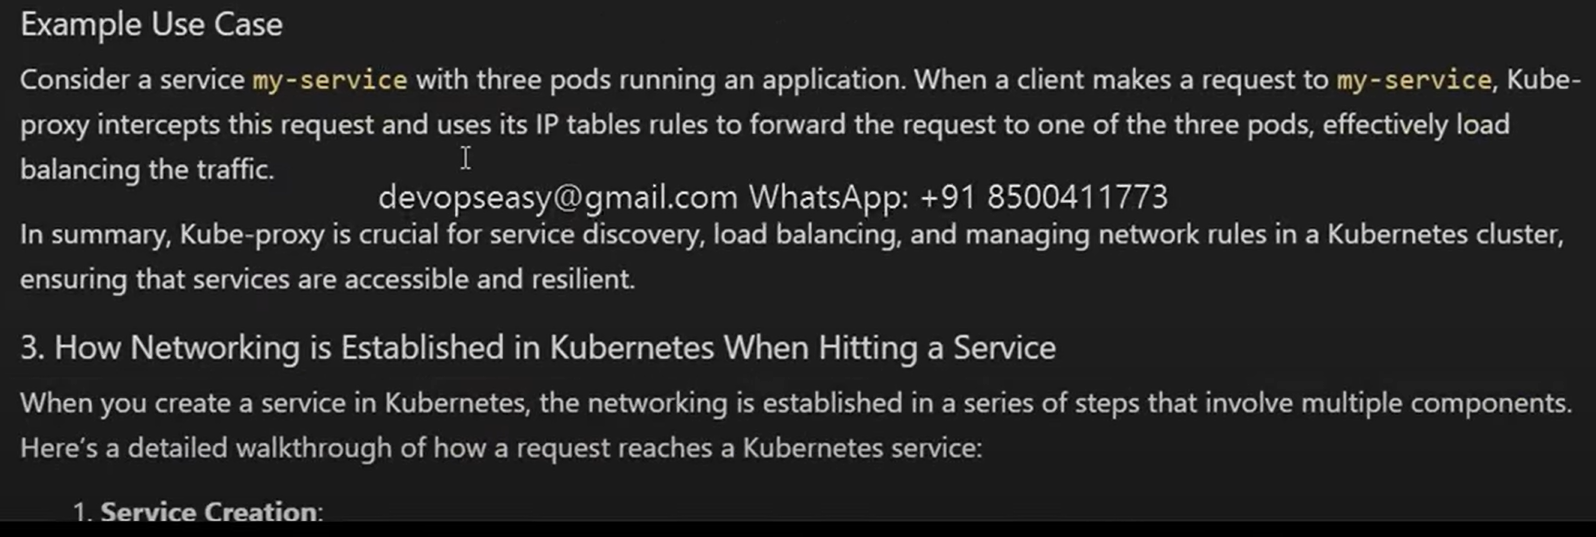 Example Use Case
Consider a service my-service with three pods running an application. When a client makes a request to my-service, Kube-
proxy intercepts this request and uses its IP tables rules to forward the request to one of the three pods, effectively load
balancing the traffic.
devopseasy@gmail.com WhatsApp: +91 8500411773
In summary, Kube-proxy is crucial for service discovery, load balancing, and managing network rules in a Kubernetes cluster,
ensuring that services are accessible and resilient.
3. How Networking is Established in Kubernetes When Hitting a Service
When you create a service in Kubernetes, the networking is established in a series of steps that involve multiple components.
Here’s a detailed walkthrough of how a request reaches a Kubernetes service:
1. Service Creation: